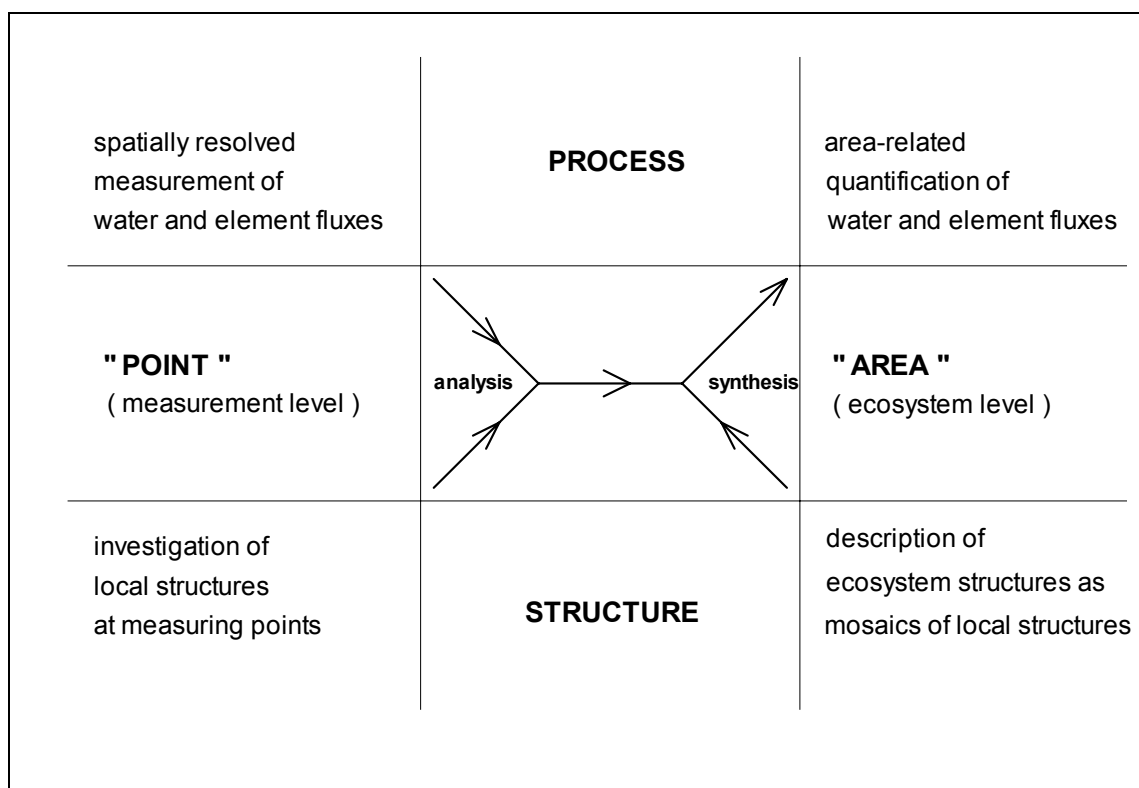 spatially resolved
measurement of
water and element fluxes
PROCESS
area-related
quantification of
water and element fluxes
" POINT "
( measurement level )
analysis
synthesis
" AREA "
( ecosystem level )
investigation of
local structures
at measuring points
STRUCTURE
description of
ecosystem structures as
mosaics of local structures